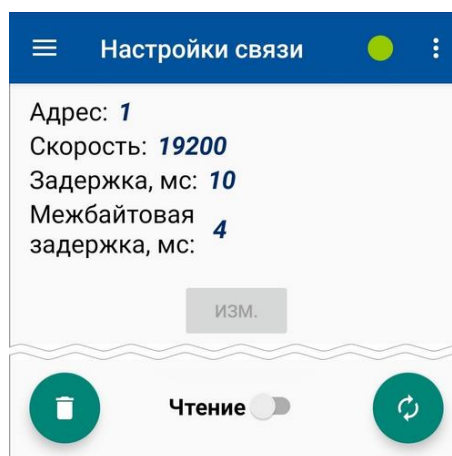 Настройки связи
Адрес: 1
Скорость: 19200
Задержка, мс: 10
Межбайтовая
задержка, мс: 4
изм.
Чтение